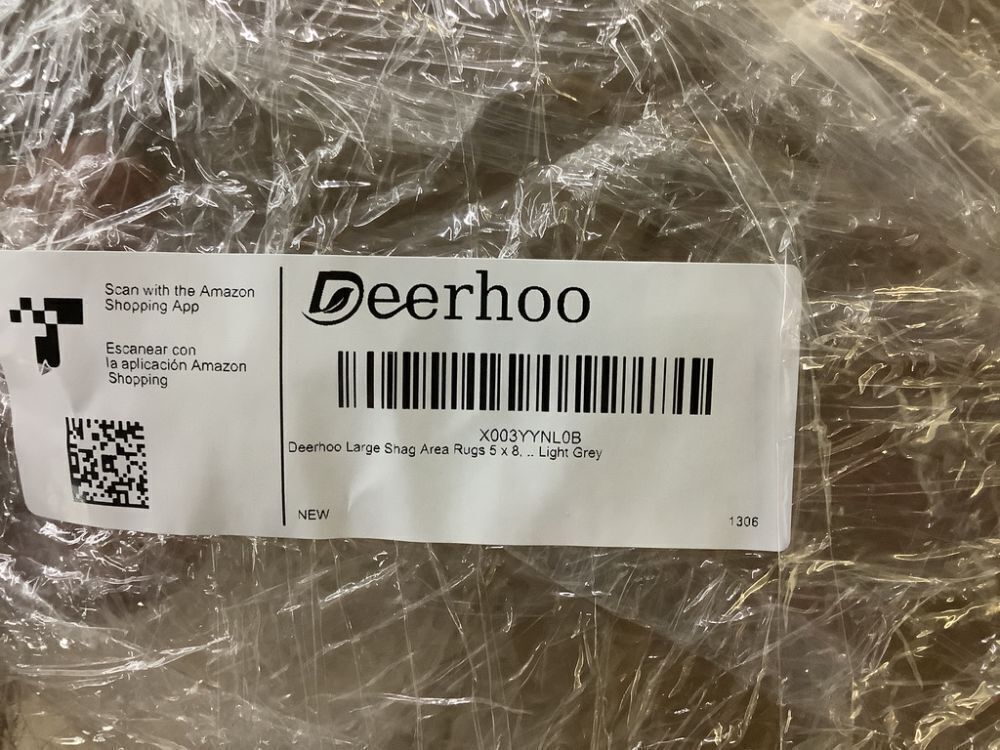 Scan with the Amazon
Shopping App
Escanear con
la aplicación Amazon
Shopping
Deerhoo
X003YYNL0B
Deerhoo Large Shag Area Rugs 5 x 8, .. Light Grey
NEW
1306